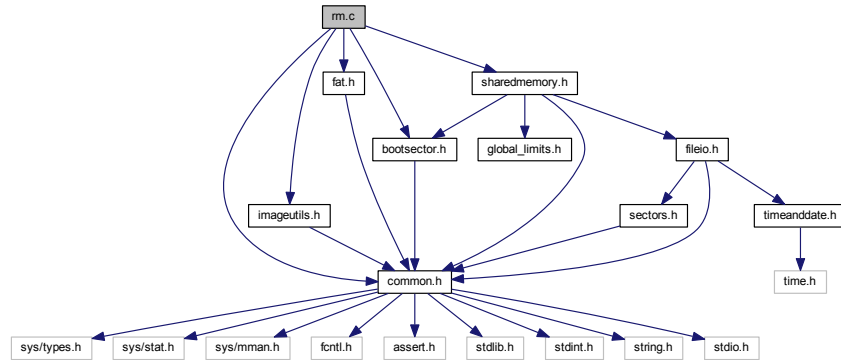 rm.c
fat.h
sharedmemory.h
bootsector.h
global_limits.h
fileio.h
imageutils.h
sectors.h
timeanddate.h
common.h
time.h
sys/types.h
sys/stat.h
sys/mman.h
fcntl.h
assert.h
stdlib.h
stdint.h
string.h
stdio.h